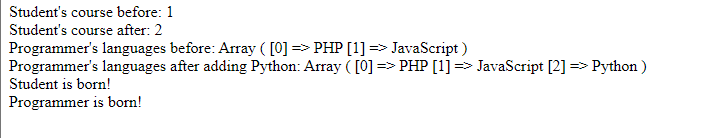 Student's course before: 1
Student's course after: 2
Programmer's languages before: Array ( [0] => PHP [1] => JavaScript )
Programmer's languages after adding Python: Array ( [0] => PHP [1] => JavaScript [2] => Python )
Student is born!
Programmer is born!